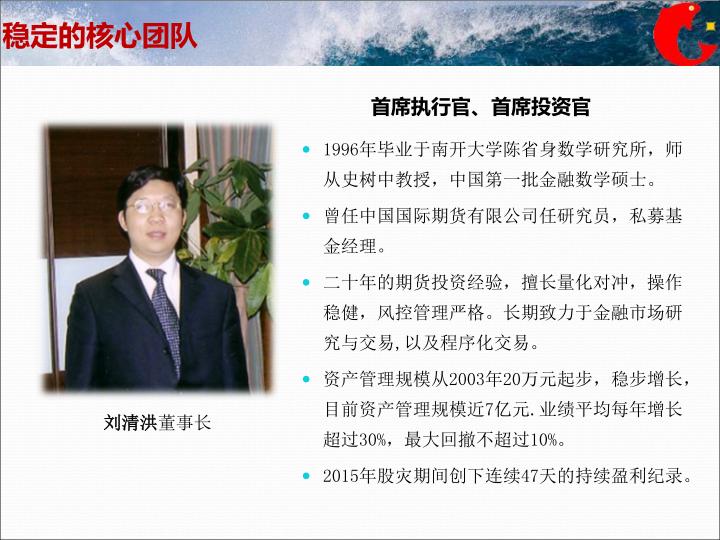 稳定的核心团队
首席执行官、首席投资官
1996年毕业于南开大学陈省身数学研究所，师
从史树中教授，中国第一批金融数学硕士。
曾任中国国际期货有限公司任研究员，私募基
金经理。
二十年的期货投资经验，擅长量化对冲，操作
稳健，风控管理严格。长期致力于金融市场研
究与交易,以及程序化交易。
资产管理规模从2003年20万元起步，稳步增长，
目前资产管理规模近7亿元.业绩平均每年增长
超过30%，最大回撤不超过10%。
2015年股灾期间创下连续47天的持续盈利纪录。
刘清洪董事长